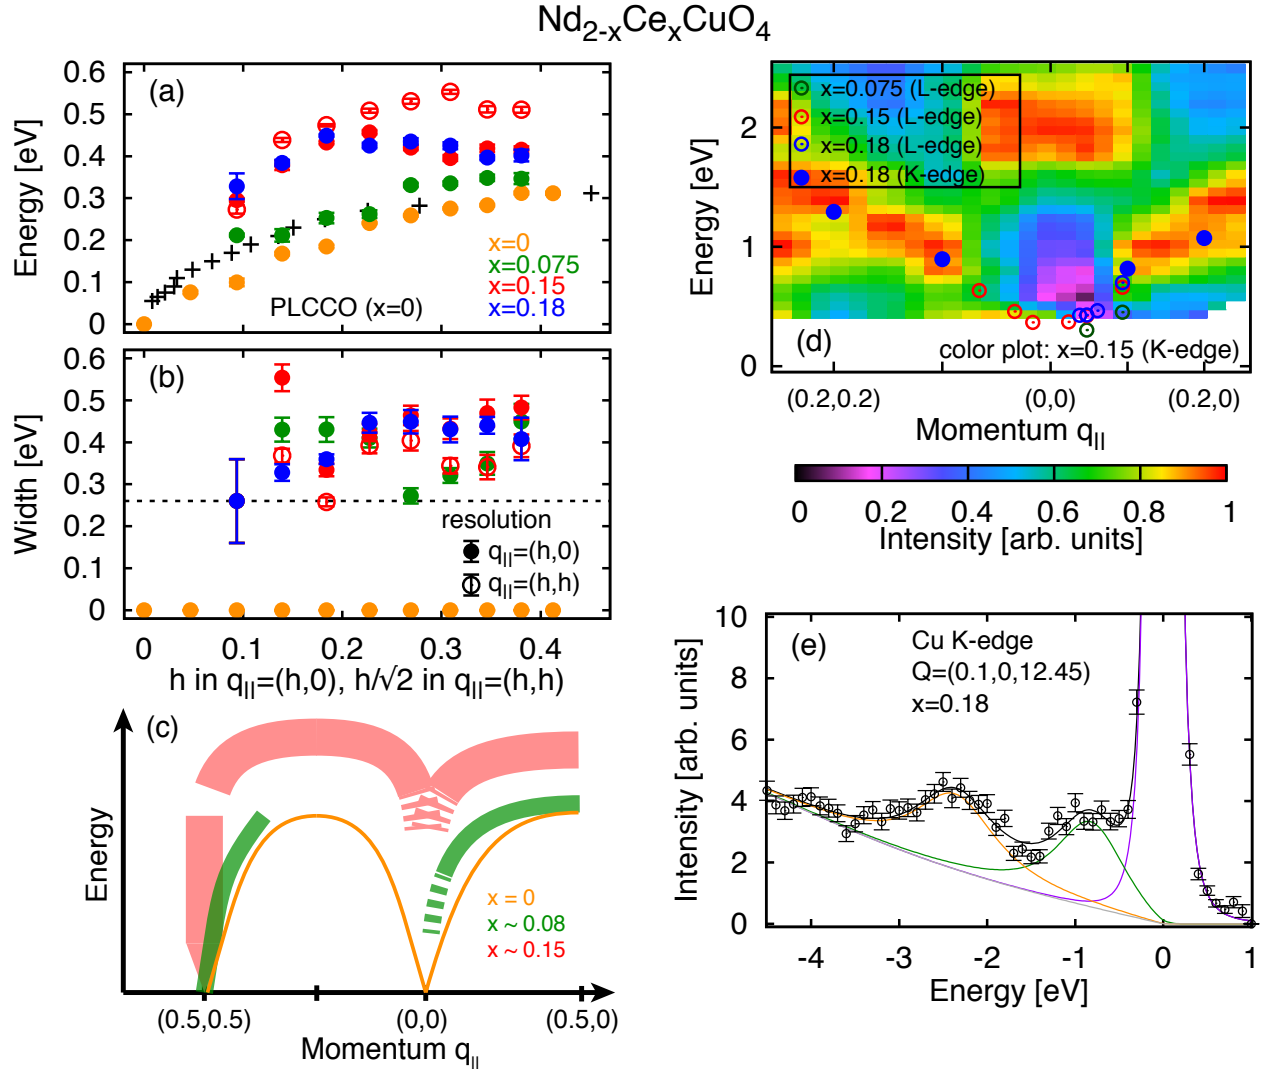 Nd2-xCexCuO4
(a)
Energy [eV]
0.6
0.5
0.4
0.3
0.2
0.1
0
x=0
x=0.075
x=0.15
x=0.18
PLCCO (x=0)
(b)
Width [eV]
0.6
0.5
0.4
0.3
0.2
0.1
0
resolution
q||=(h,0)
q||=(h,h)
0 0.1 0.2 0.3 0.4
h in q||=(h,0), h/√2 in q||=(h,h)
(c)
Energy
x = 0
x ~ 0.08
x ~ 0.15
(0.5,0.5) (0,0) (0.5,0)
Momentum q||
x=0.075 (L-edge)
x=0.15 (L-edge)
x=0.18 (L-edge)
x=0.18 (K-edge)
Energy [eV]
2
1
0
(d)
color plot: x=0.15 (K-edge)
(0.2,0.2) (0,0) (0.2,0)
Momentum q||
0 0.2 0.4 0.6 0.8 1
Intensity [arb. units]
(e)
Cu K-edge
Q=(0.1,0,12.45)
x=0.18
Intensity [arb. units]
10
8
6
4
2
0
-4 -3 -2 -1 0 1
Energy [eV]